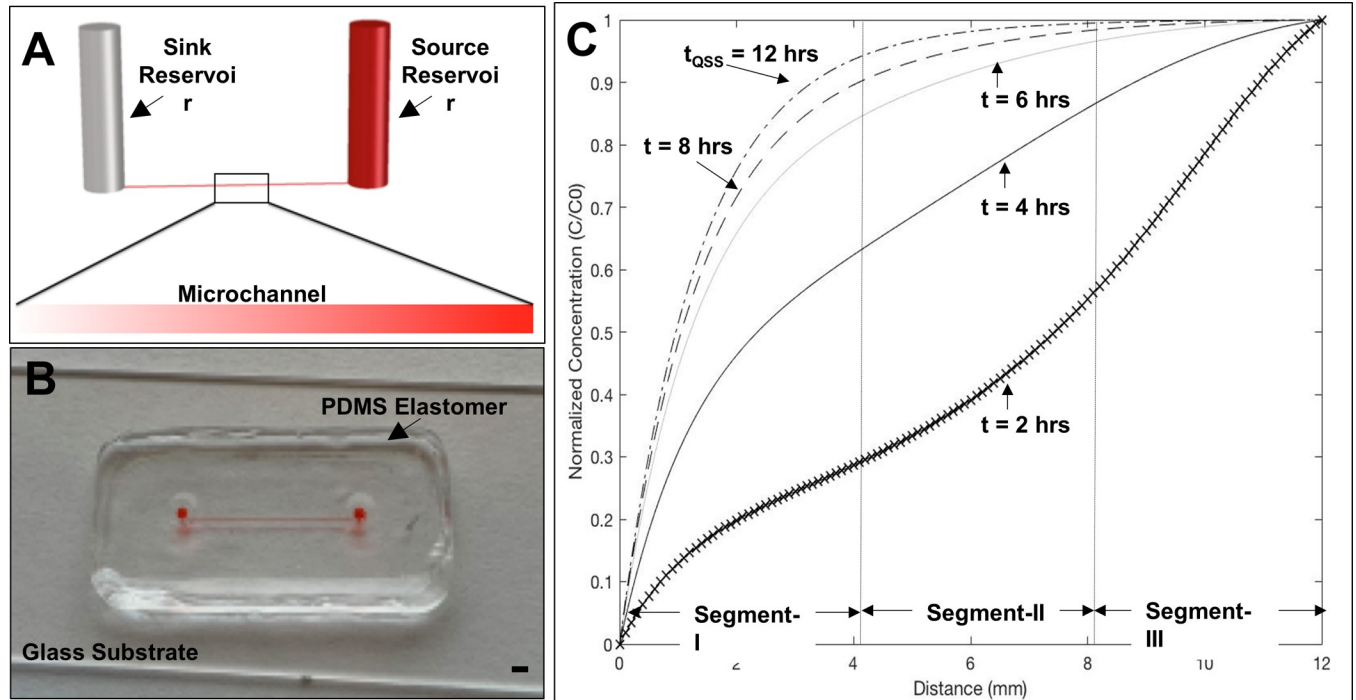 A
Sink
Reservoi
r
Source
Reservoi
r
Microchannel
B
PDMS Elastomer
Glass Substrate
C
tQSS = 12 hrs
t = 6 hrs
t = 8 hrs
t = 4 hrs
t = 2 hrs
Segment-
I
Segment-II
Segment-
III
Normalized Concentration (C/C0)
1
0.9
0.8
0.7
0.6
0.5
0.4
0.3
0.2
0.1
0
0
4
6
8
12
Distance (mm)